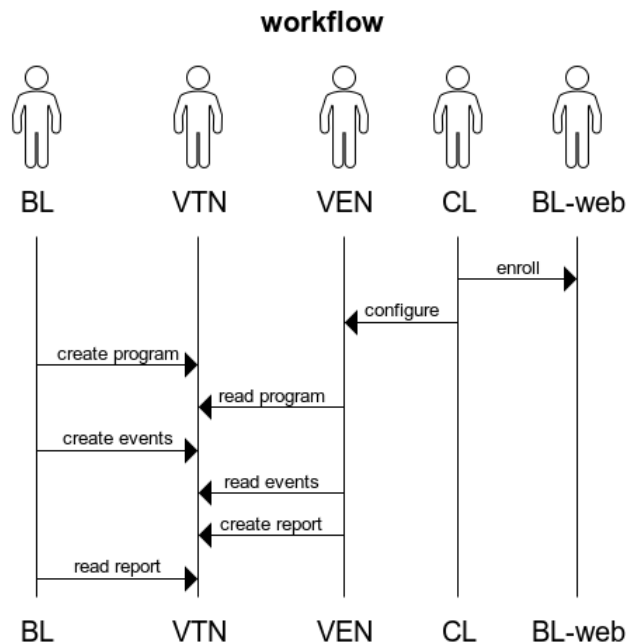 workflow
BL VTN VEN CL BL-web
enroll
configure
create program
read program
create events
read events
create report
read report
BL VTN VEN CL BL-web